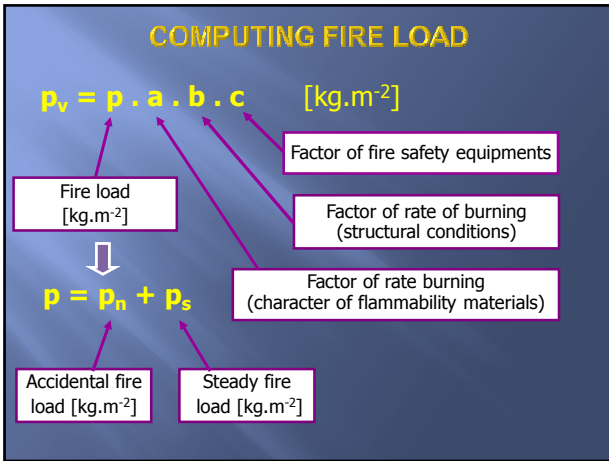 COMPUTING FIRE LOAD
pᵥ = p . a . b . c [kg.m⁻²]
Factor of fire safety equipments
Fire load
[kg.m⁻²]
Factor of rate of burning
(structural conditions)
Factor of rate burning
(character of flammability materials)
p = pₙ + pₛ
Accidental fire
load [kg.m⁻²]
Steady fire
load [kg.m⁻²]